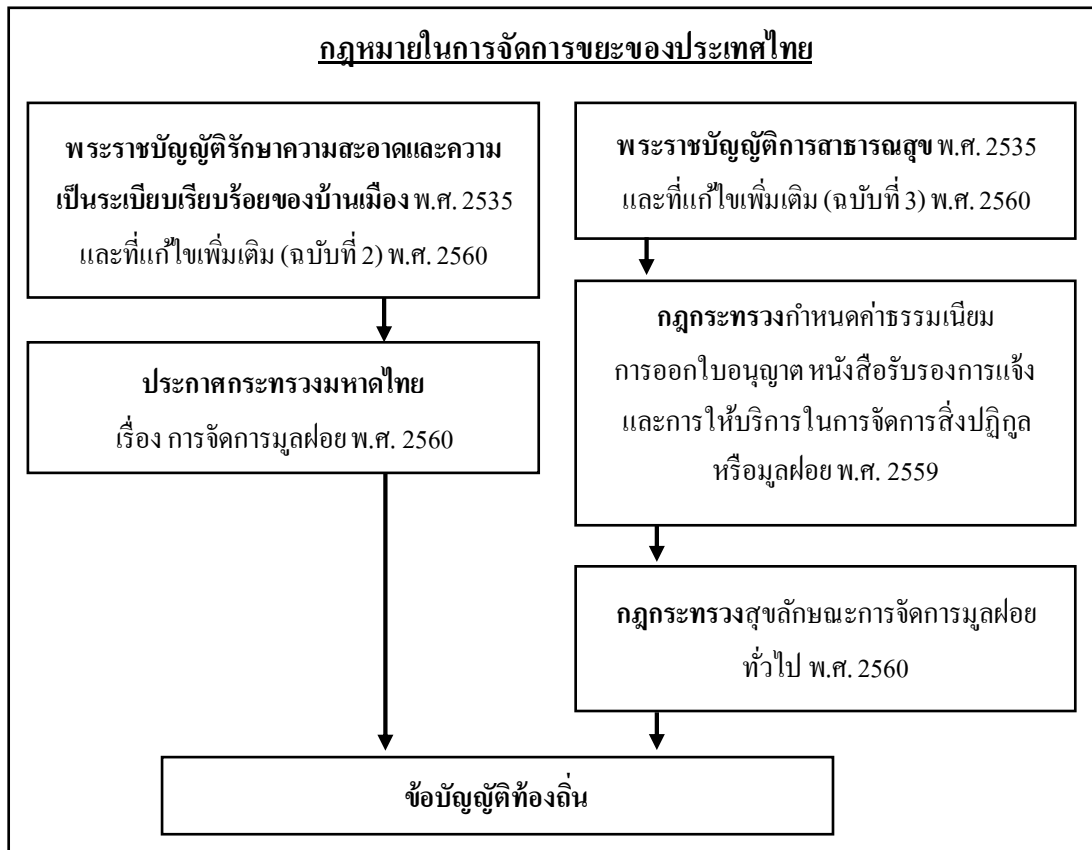 กฎหมายในการจัดการขยะของประเทศไทย
พระราชบัญญัติรักษาความสะอาดและความ
เป็นระเบียบเรียบร้อยของบ้านเมือง พ.ศ. 2535
และที่แก้ไขเพิ่มเติม (ฉบับที่ 2) พ.ศ. 2560
ประกาศกระทรวงมหาดไทย
เรื่อง การจัดการมูลฝอย พ.ศ. 2560
พระราชบัญญัติการสาธารณสุข พ.ศ. 2535
และที่แก้ไขเพิ่มเติม (ฉบับที่ 3) พ.ศ. 2560
กฎกระทรวงกำหนดค่าธรรมเนียม
การออกใบอนุญาต หนังสือรับรองการแจ้ง
และการให้บริการในการจัดการสิ่งปฏิกูล
หรือมูลฝอย พ.ศ. 2559
กฎกระทรวงสุขลักษณะการจัดการมูลฝอย
ทั่วไป พ.ศ. 2560
ข้อบัญญัติท้องถิ่น